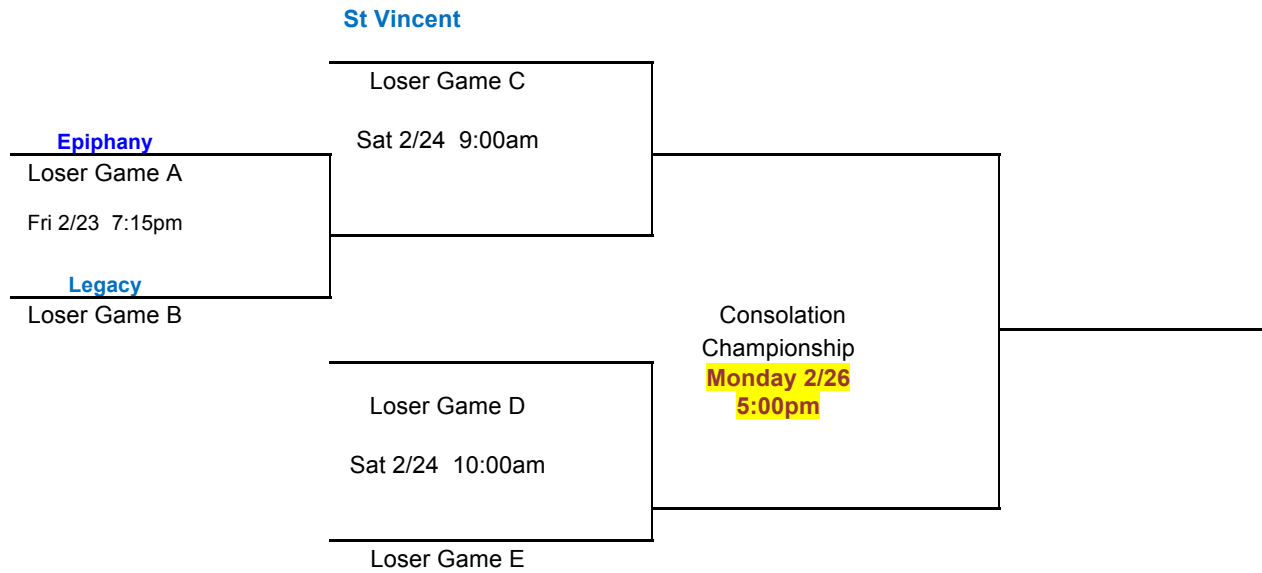 St Vincent
Loser Game C
Sat 2/24 9:00am
Epiphany
Loser Game A
Fri 2/23 7:15pm
Legacy
Loser Game B
Consolation
Championship
Monday 2/26
5:00pm
Loser Game D
Sat 2/24 10:00am
Loser Game E